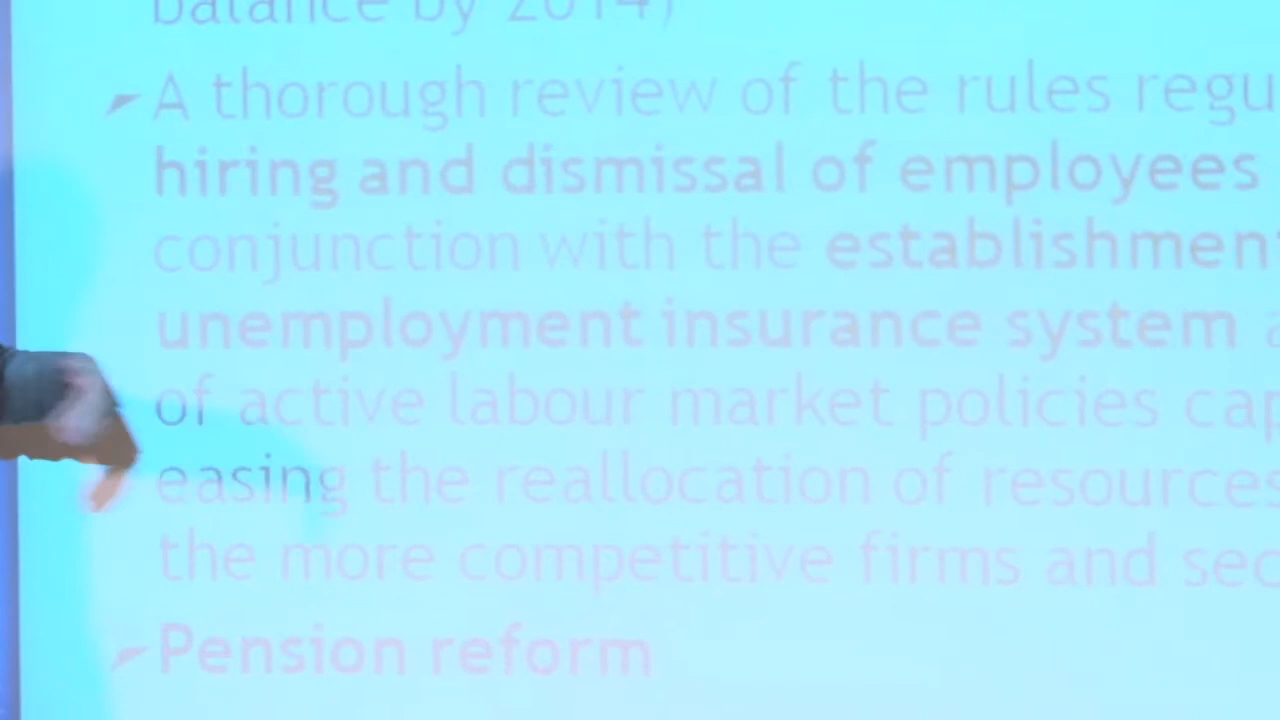 balance by 2014)
A thorough review of the rules regu
hiring and dismissal of employees
conjunction with the establishment
unemployment insurance system a
of active labour market policies cap
easing the reallocation of resources
the more competitive firms and sec
Pension reform